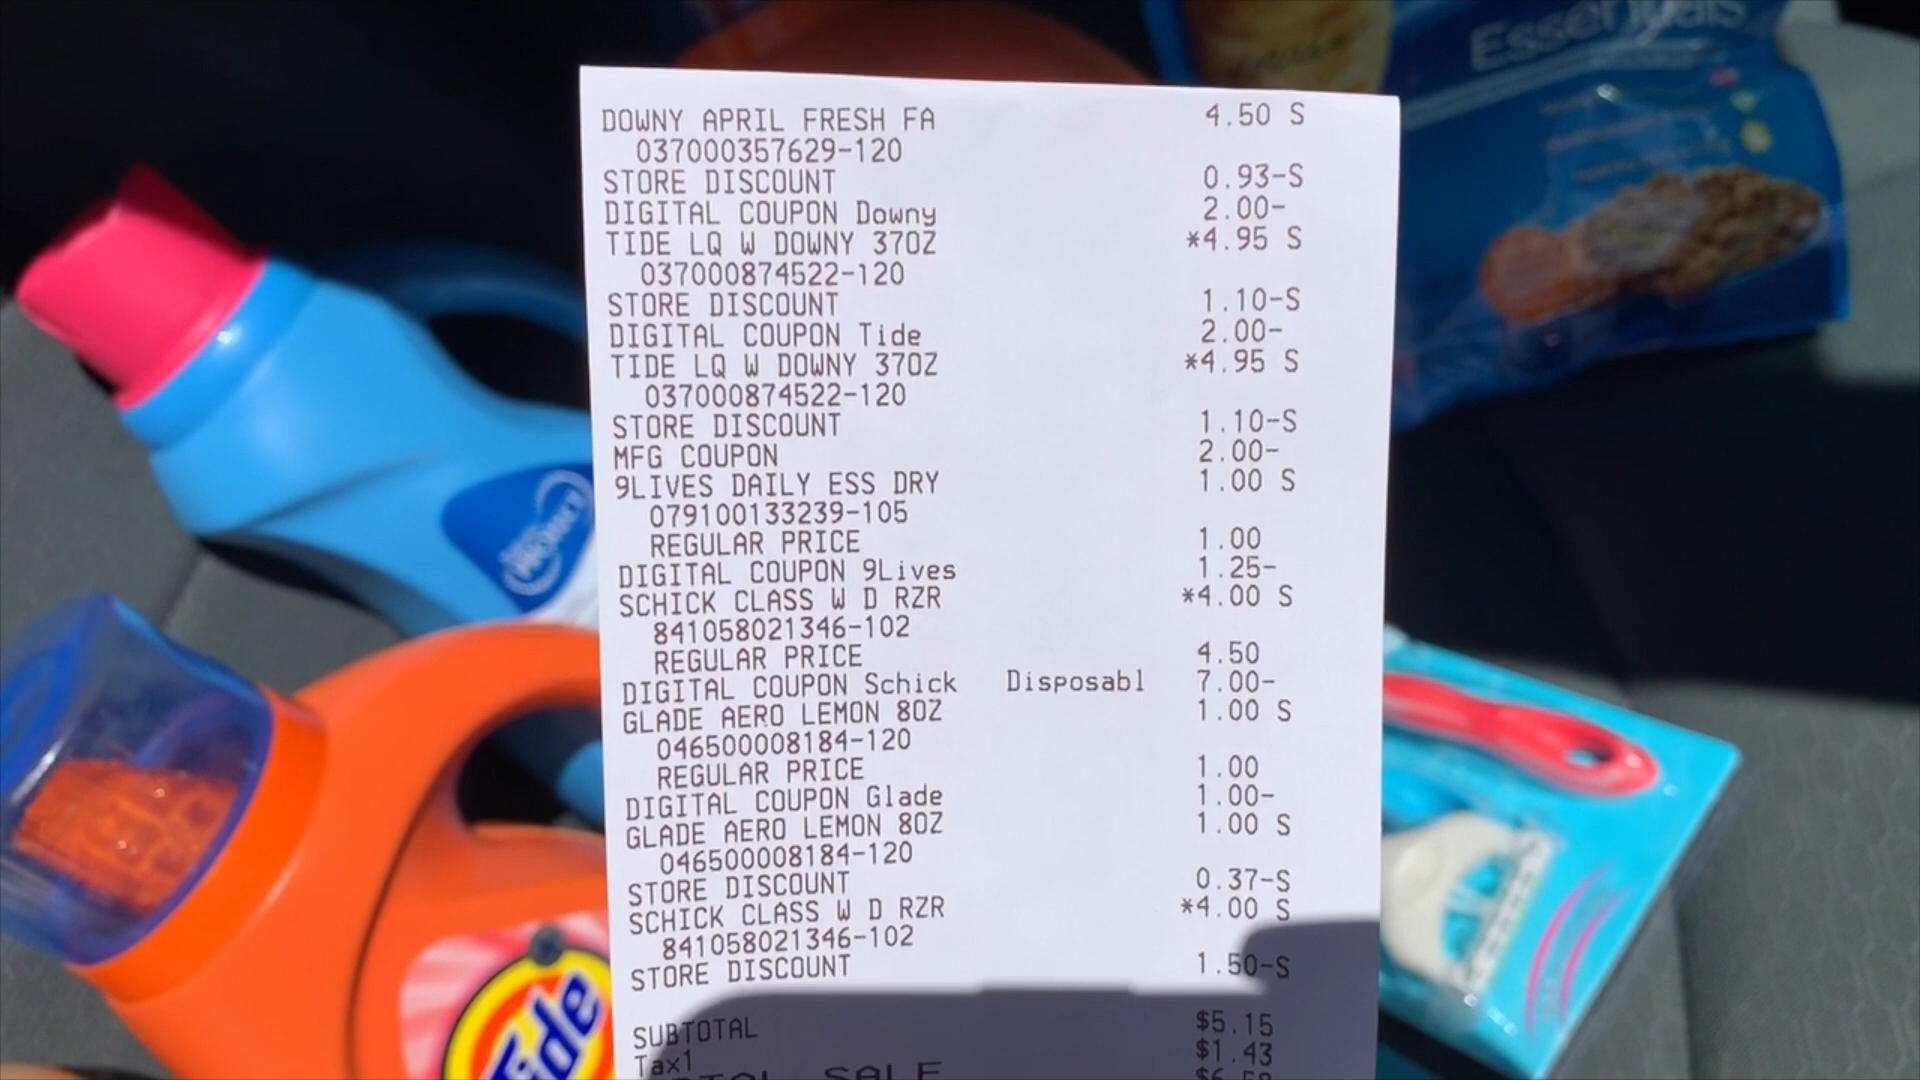 Essentials
DOWNY APRIL FRESH FA 4.50 S
037000357629-120
STORE DISCOUNT 0.93-S
DIGITAL COUPON Downy 2.00-
TIDE LQ W DOWNY 37OZ *4.95 S
037000874522-120
STORE DISCOUNT 1.10-S
DIGITAL COUPON Tide 2.00-
TIDE LQ W DOWNY 37OZ *4.95 S
037000874522-120
STORE DISCOUNT 1.10-S
MFG COUPON 2.00-
9LIVES DAILY ESS DRY 1.00 S
079100133239-105
REGULAR PRICE 1.00
DIGITAL COUPON 9Lives 1.25-
SCHICK CLASS W D RZR *4.00 S
841058021346-102
REGULAR PRICE 4.50
DIGITAL COUPON Schick Disposabl 7.00-
GLADE AERO LEMON 8OZ 1.00 S
046500008184-120
REGULAR PRICE 1.00
DIGITAL COUPON Glade 1.00-
GLADE AERO LEMON 8OZ 1.00 S
046500008184-120
STORE DISCOUNT 0.37-S
SCHICK CLASS W D RZR *4.00 S
841058021346-102
STORE DISCOUNT 1.50-S
SUBTOTAL $5.15
Tax1 $1.43
TOTAL SALE $6.58
Downy
Tide